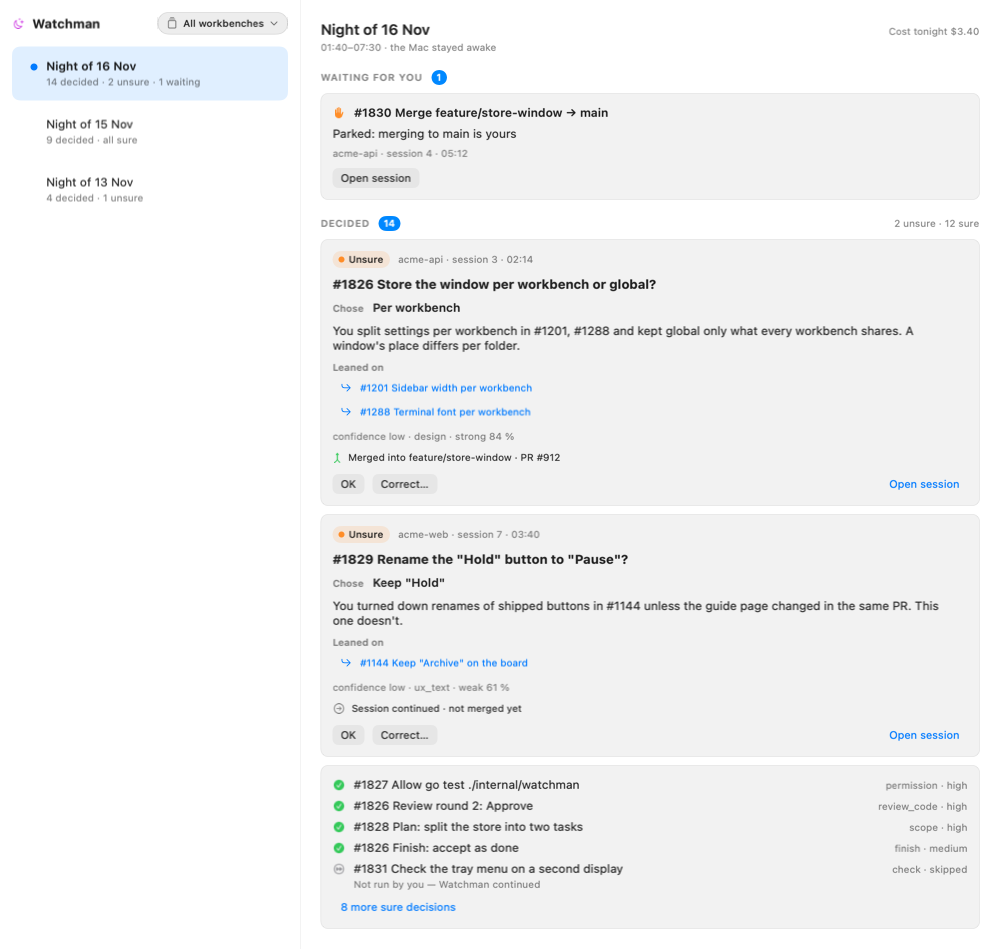 Watchman
All workbenches
Night of 16 Nov
14 decided · 2 unsure · 1 waiting
Night of 15 Nov
9 decided · all sure
Night of 13 Nov
4 decided · 1 unsure
Night of 16 Nov
Cost tonight $3.40
01:40–07:30 · the Mac stayed awake
WAITING FOR YOU 1
#1830 Merge feature/store-window → main
Parked: merging to main is yours
acme-api · session 4 · 05:12
Open session
DECIDED 14
2 unsure · 12 sure
Unsure acme-api · session 3 · 02:14
#1826 Store the window per workbench or global?
Chose Per workbench
You split settings per workbench in #1201, #1288 and kept global only what every workbench shares. A
window's place differs per folder.
Leaned on
#1201 Sidebar width per workbench
#1288 Terminal font per workbench
confidence low · design · strong 84 %
Merged into feature/store-window · PR #912
OK Correct... Open session
Unsure acme-web · session 7 · 03:40
#1829 Rename the "Hold" button to "Pause"?
Chose Keep "Hold"
You turned down renames of shipped buttons in #1144 unless the guide page changed in the same PR. This
one doesn't.
Leaned on
#1144 Keep "Archive" on the board
confidence low · ux_text · weak 61 %
Session continued · not merged yet
OK Correct... Open session
#1827 Allow go test ./internal/watchman permission · high
#1826 Review round 2: Approve review_code · high
#1828 Plan: split the store into two tasks scope · high
#1826 Finish: accept as done finish · medium
#1831 Check the tray menu on a second display check · skipped
Not run by you — Watchman continued
8 more sure decisions